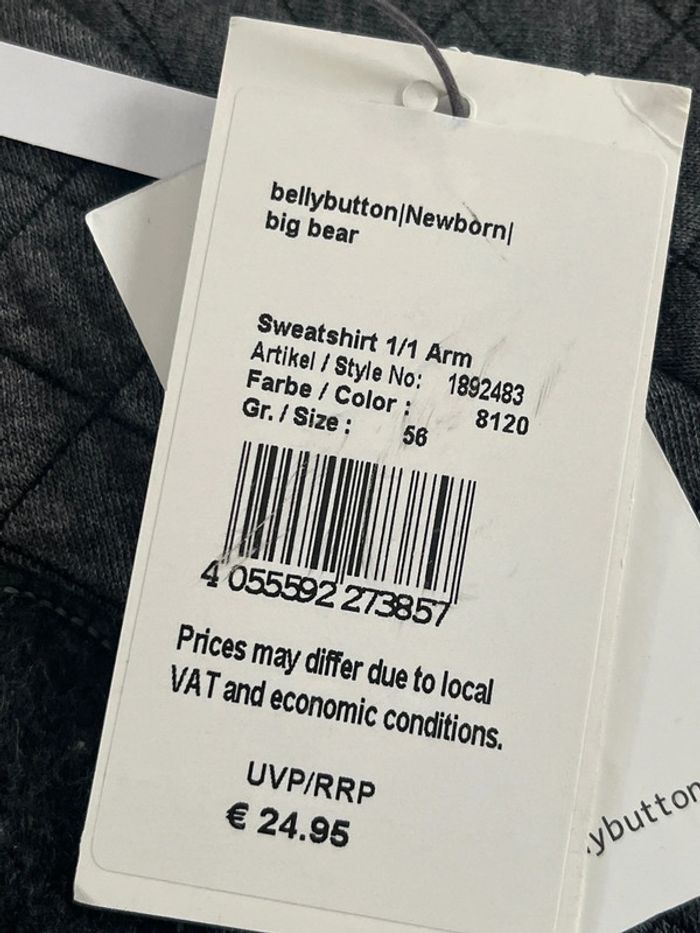 bellybutton|Newborn|
big bear
Sweatshirt 1/1 Arm
Artikel / Style No: 1892483
Farbe / Color : 8120
Gr. / Size : 56
4 055592 273857
Prices may differ due to local
VAT and economic conditions.
UVP/RRP
€ 24.95
ybutton